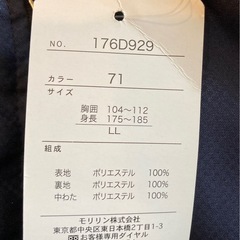 NO. 176D929
カラー 71
サイズ
胸囲 104～112
身長 175～185
LL
組成
表地 ポリエステル 100%
裏地 ポリエステル 100%
中わた ポリエステル 100%
モリリン株式会社
東京都中央区東日本橋2丁目1-3
お客様専用ダイヤル